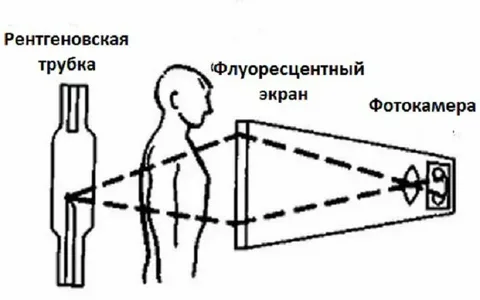 Рентгеновская
трубка
Флуоресцентный
экран
Фотокамера